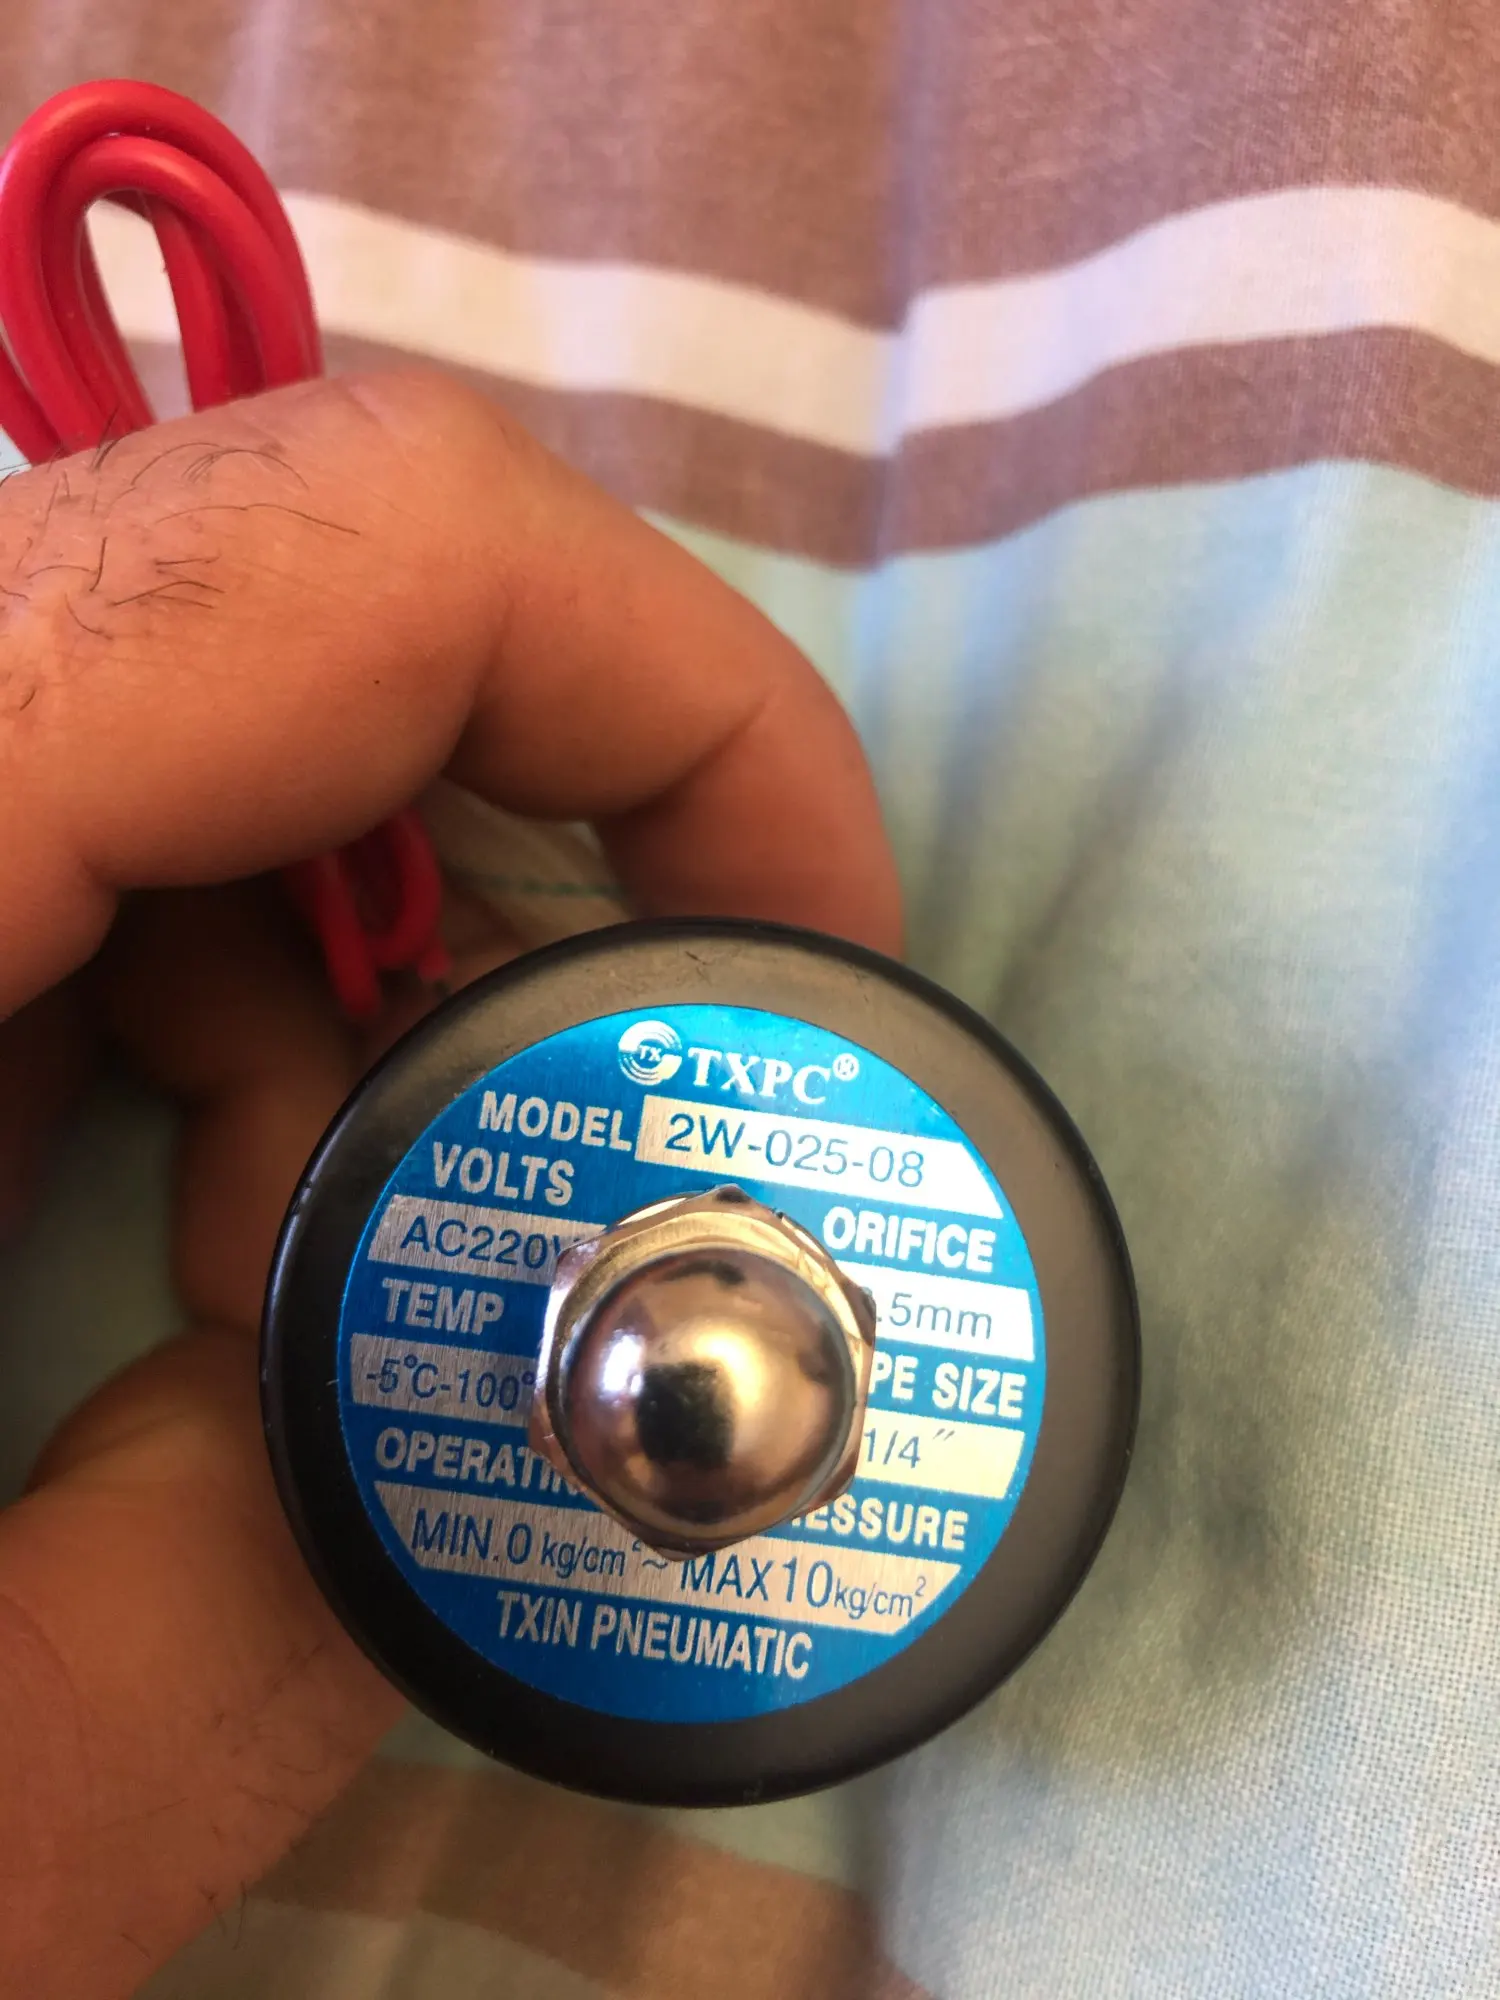 TX TXPC®
MODEL 2W-025-08
VOLTS
AC220V ORIFICE
TEMP .5mm
-5°C-100° PE SIZE
OPERATIN 1/4″
ESSURE
MIN.0 kg/cm² ~ MAX10kg/cm²
TXIN PNEUMATIC